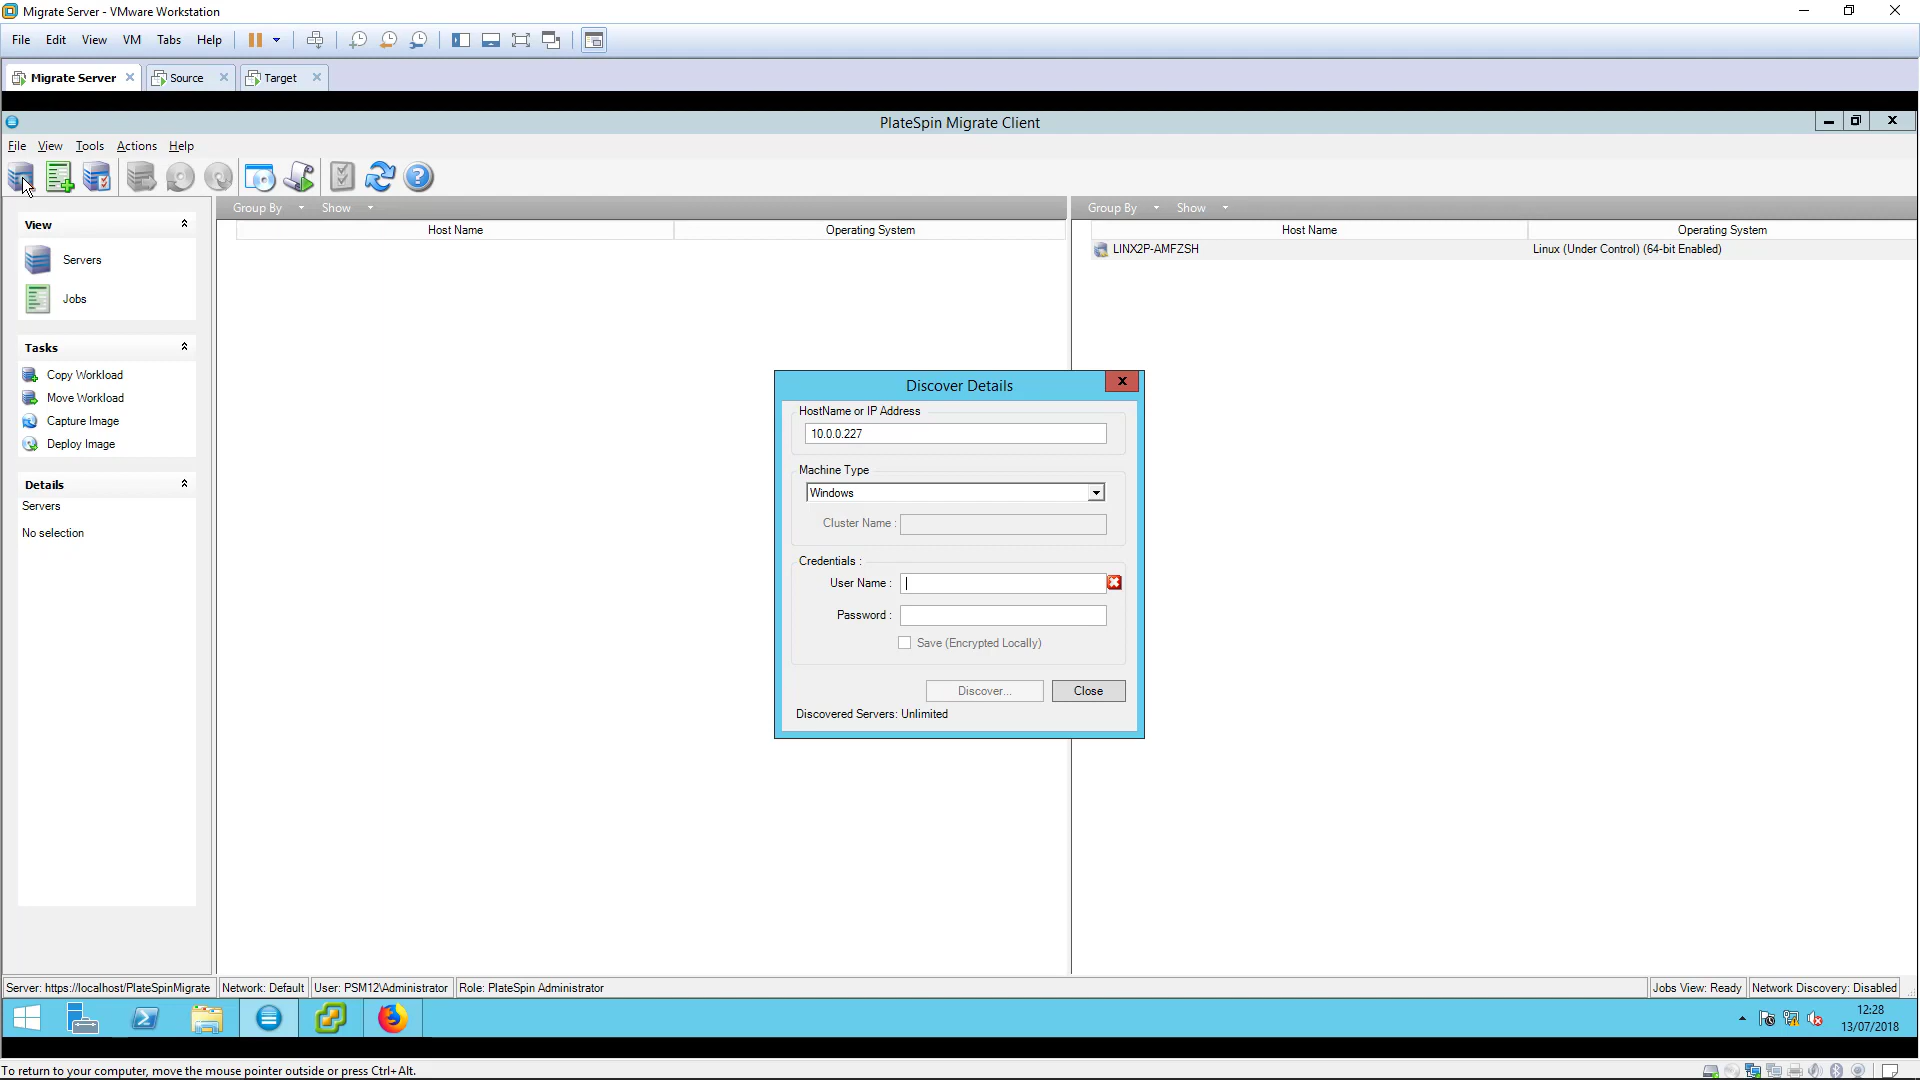 Migrate Server - VMware Workstation
File Edit View VM Tabs Help
Migrate Server Source Target
PlateSpin Migrate Client
File View Tools Actions Help
Group By Show Group By Show
View
Servers
Jobs
Host Name Operating System
Host Name Operating System
LINX2P-AMFZSH Linux (Under Control) (64-bit Enabled)
Tasks
Copy Workload
Move Workload
Capture Image
Deploy Image
Details
Servers
No selection
Discover Details
HostName or IP Address
10.0.0.227
Machine Type
Windows
Cluster Name :
Credentials :
User Name :
Password :
Save (Encrypted Locally)
Discover... Close
Discovered Servers: Unlimited
Server: https://localhost/PlateSpinMigrate Network: Default User: PSM12\Administrator Role: PlateSpin Administrator Jobs View: Ready Network Discovery: Disabled
12:28
13/07/2018
To return to your computer, move the mouse pointer outside or press Ctrl+Alt.